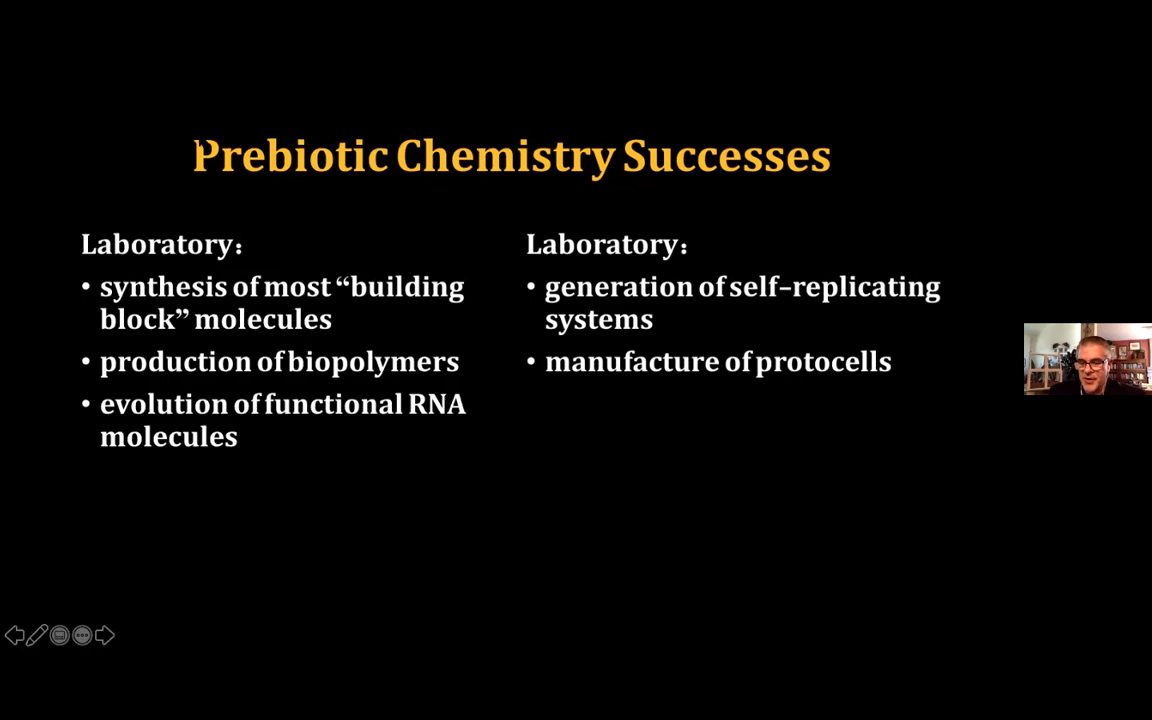 Prebiotic Chemistry Successes
Laboratory:
• synthesis of most “building
block” molecules
• production of biopolymers
• evolution of functional RNA
molecules
Laboratory:
• generation of self-replicating
systems
• manufacture of protocells